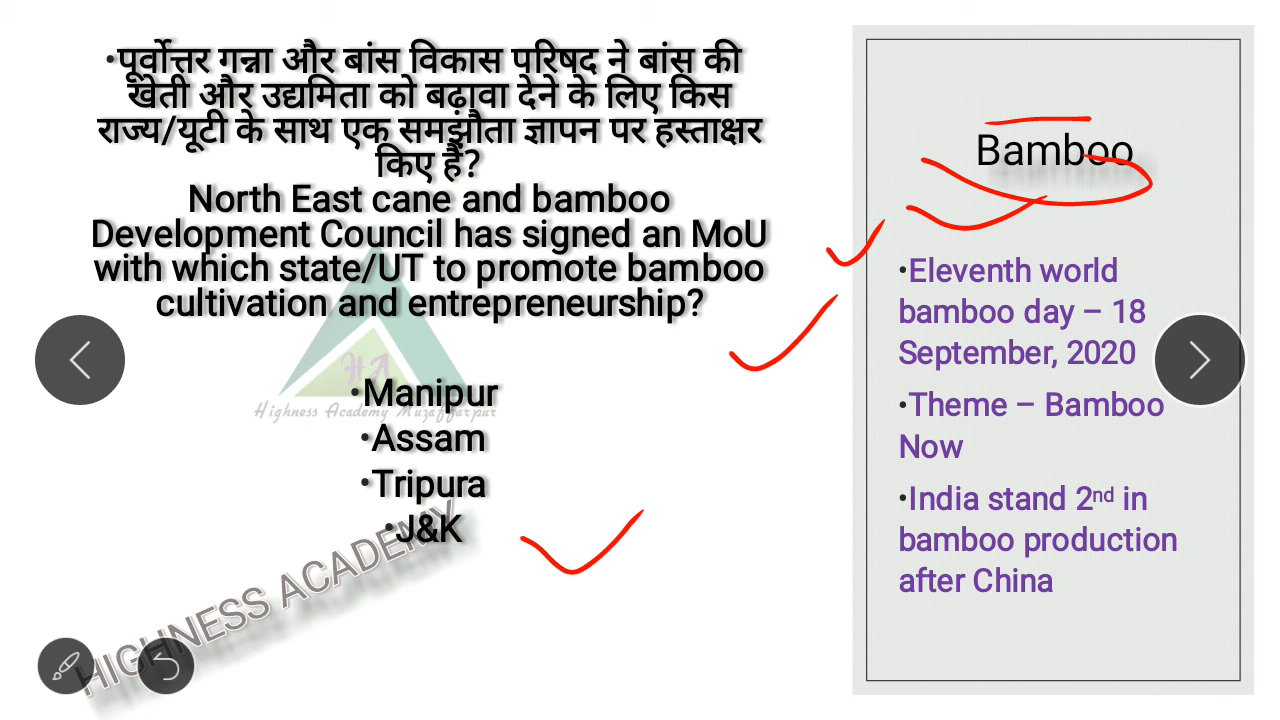 •पूर्वोत्तर गन्ना और बांस विकास परिषद ने बांस की
खेती और उद्यमिता को बढ़ावा देने के लिए किस
राज्य/यूटी के साथ एक समझौता ज्ञापन पर हस्ताक्षर
किए हैं?
North East cane and bamboo
Development Council has signed an MoU
with which state/UT to promote bamboo
cultivation and entrepreneurship?
HA
Highness Academy Muzaffarpur
•Manipur
•Assam
•Tripura
•J&K
HIGHNESS ACADEMY
Bamboo
•Eleventh world
bamboo day – 18
September, 2020
•Theme – Bamboo
Now
•India stand 2nd in
bamboo production
after China